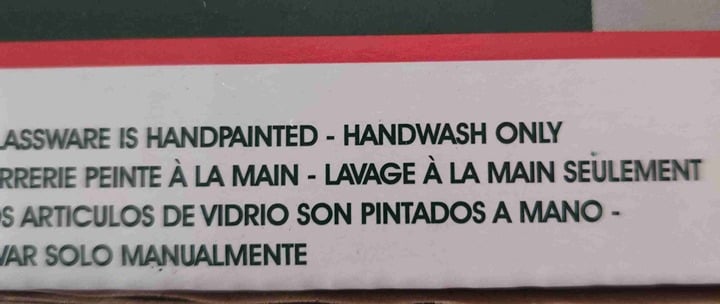 LASSWARE IS HANDPAINTED - HANDWASH ONLY
RRERIE PEINTE À LA MAIN - LAVAGE À LA MAIN SEULEMENT
OS ARTICULOS DE VIDRIO SON PINTADOS A MANO -
VAR SOLO MANUALMENTE